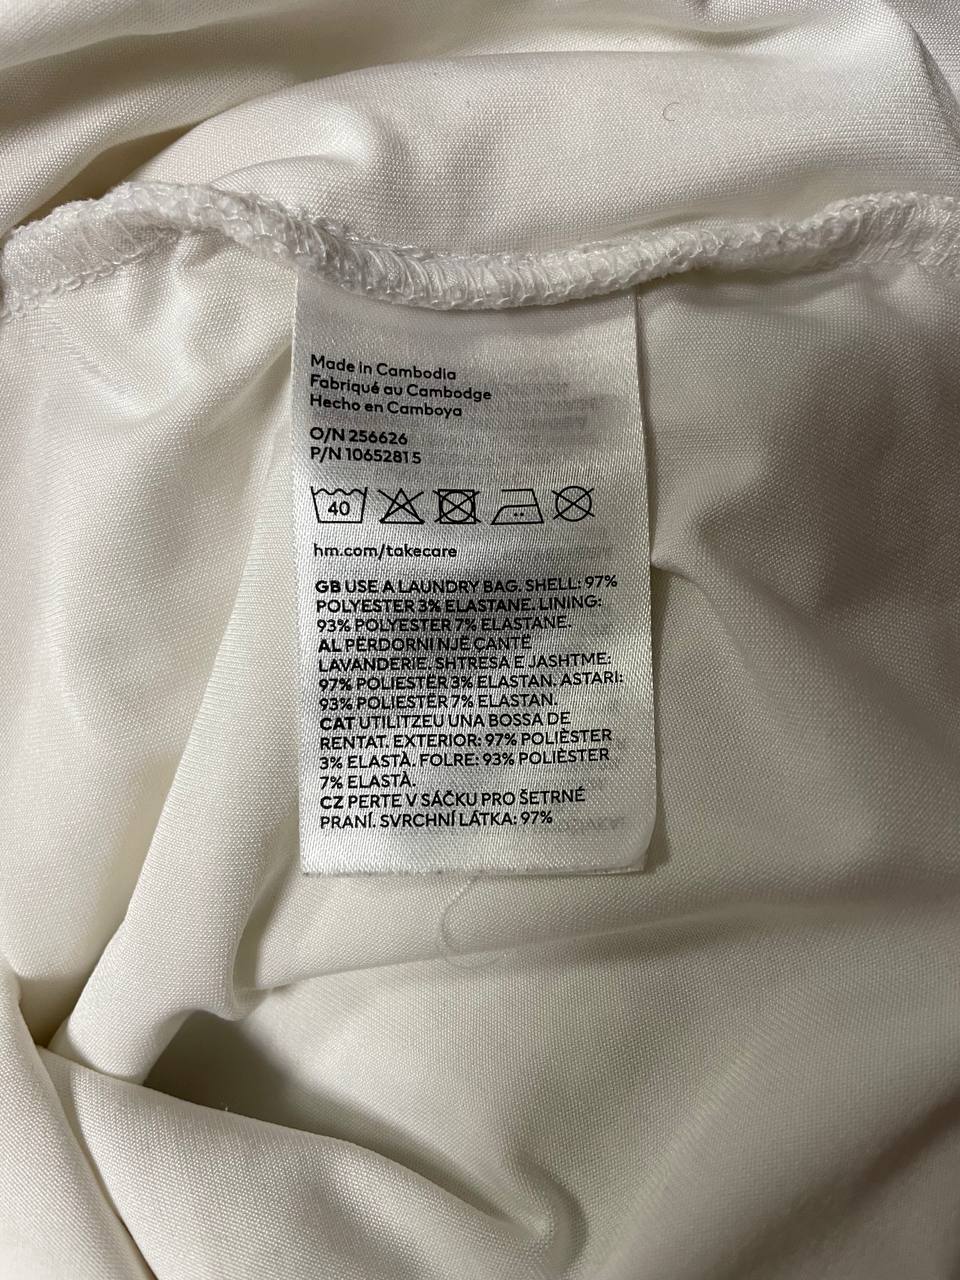 Made in Cambodia
Fabriqué au Cambodge
Hecho en Camboya
O/N 256626
P/N 10652815
40
hm.com/takecare
GB USE A LAUNDRY BAG. SHELL: 97%
POLYESTER 3% ELASTANE. LINING:
93% POLYESTER 7% ELASTANE.
AL PËRDORNI NJË ÇANTË
LAVANDERIE. SHTRESA E JASHTME:
97% POLIESTËR 3% ELASTAN. ASTARI:
93% POLIESTËR 7% ELASTAN.
CAT UTILITZEU UNA BOSSA DE
RENTAT. EXTERIOR: 97% POLIÈSTER
3% ELASTÀ. FOLRE: 93% POLIÈSTER
7% ELASTÀ.
CZ PERTE V SÁČKU PRO ŠETRNÉ
PRANÍ. SVRCHNÍ LÁTKA: 97%